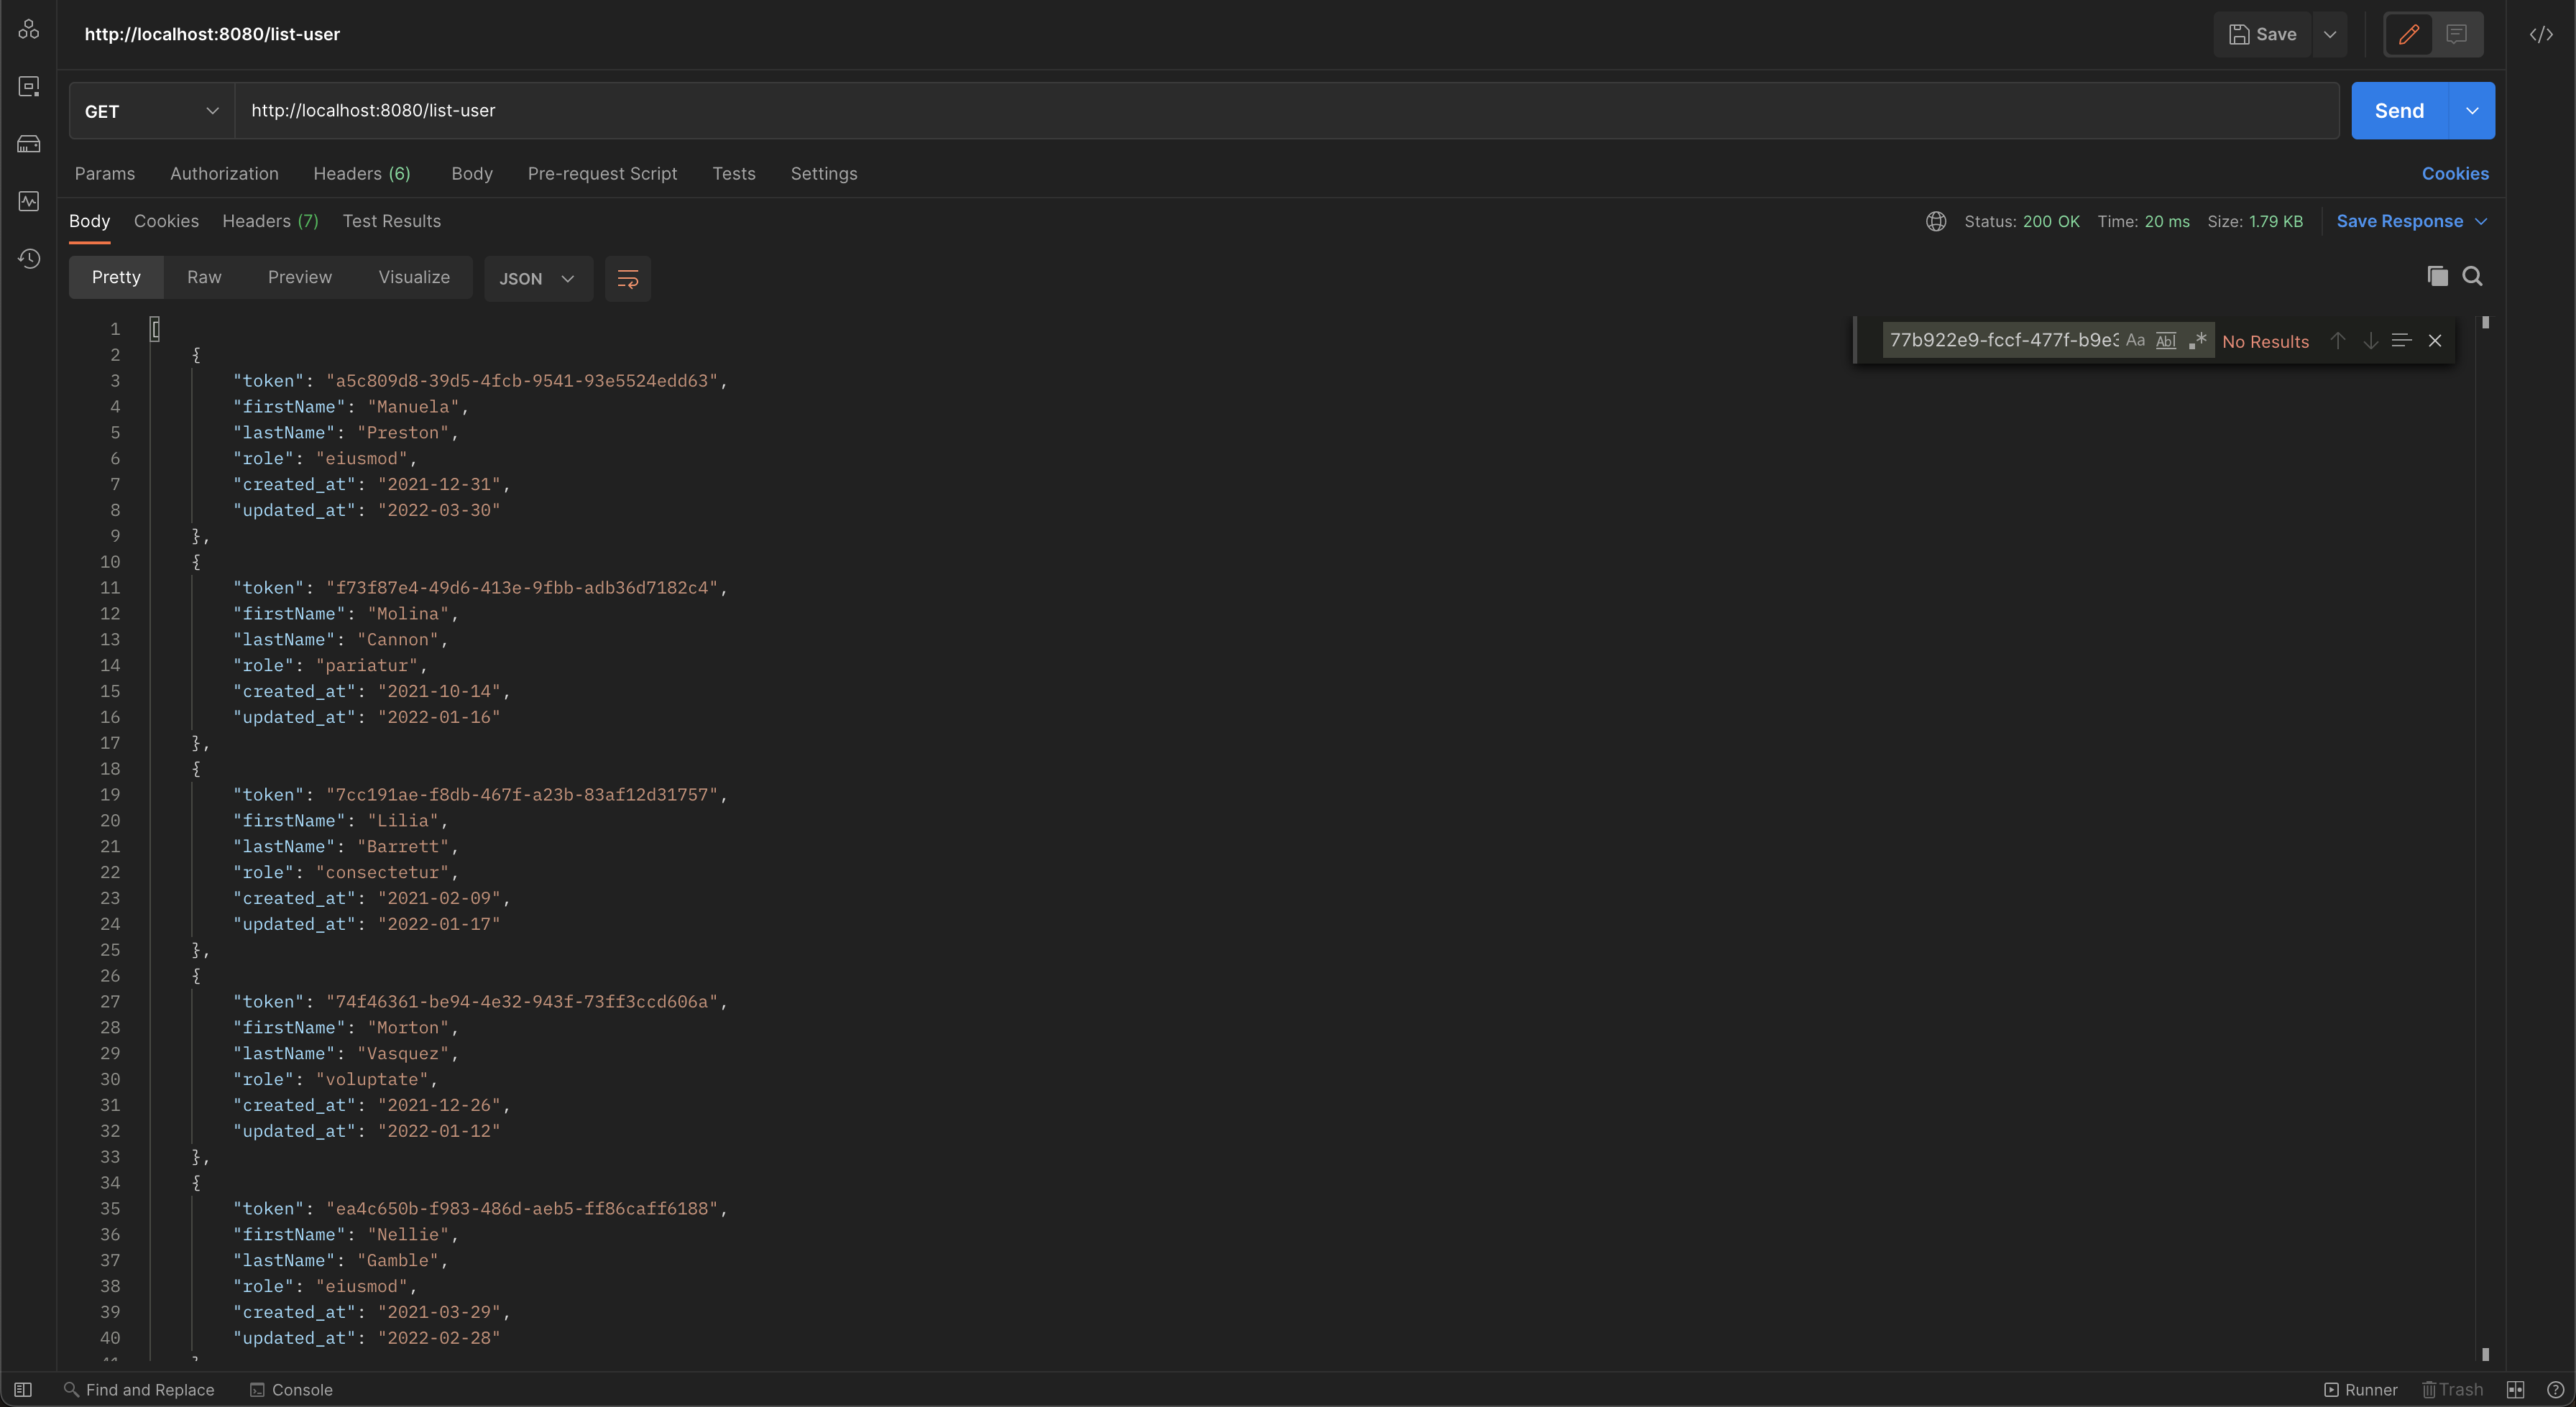 http://localhost:8080/list-user
Save
GET
http://localhost:8080/list-user
Send
Params Authorization Headers (6) Body Pre-request Script Tests Settings Cookies
Body Cookies Headers (7) Test Results Status: 200 OK Time: 20 ms Size: 1.79 KB Save Response
Pretty Raw Preview Visualize JSON
77b922e9-fccf-477f-b9e3 Aa Abl .* No Results
1 [
2 {
3 "token": "a5c809d8-39d5-4fcb-9541-93e5524edd63",
4 "firstName": "Manuela",
5 "lastName": "Preston",
6 "role": "eiusmod",
7 "created_at": "2021-12-31",
8 "updated_at": "2022-03-30"
9 },
10 {
11 "token": "f73f87e4-49d6-413e-9fbb-adb36d7182c4",
12 "firstName": "Molina",
13 "lastName": "Cannon",
14 "role": "pariatur",
15 "created_at": "2021-10-14",
16 "updated_at": "2022-01-16"
17 },
18 {
19 "token": "7cc191ae-f8db-467f-a23b-83af12d31757",
20 "firstName": "Lilia",
21 "lastName": "Barrett",
22 "role": "consectetur",
23 "created_at": "2021-02-09",
24 "updated_at": "2022-01-17"
25 },
26 {
27 "token": "74f46361-be94-4e32-943f-73ff3ccd606a",
28 "firstName": "Morton",
29 "lastName": "Vasquez",
30 "role": "voluptate",
31 "created_at": "2021-12-26",
32 "updated_at": "2022-01-12"
33 },
34 {
35 "token": "ea4c650b-f983-486d-aeb5-ff86caff6188",
36 "firstName": "Nellie",
37 "lastName": "Gamble",
38 "role": "eiusmod",
39 "created_at": "2021-03-29",
40 "updated_at": "2022-02-28"
Find and Replace Console Runner Trash